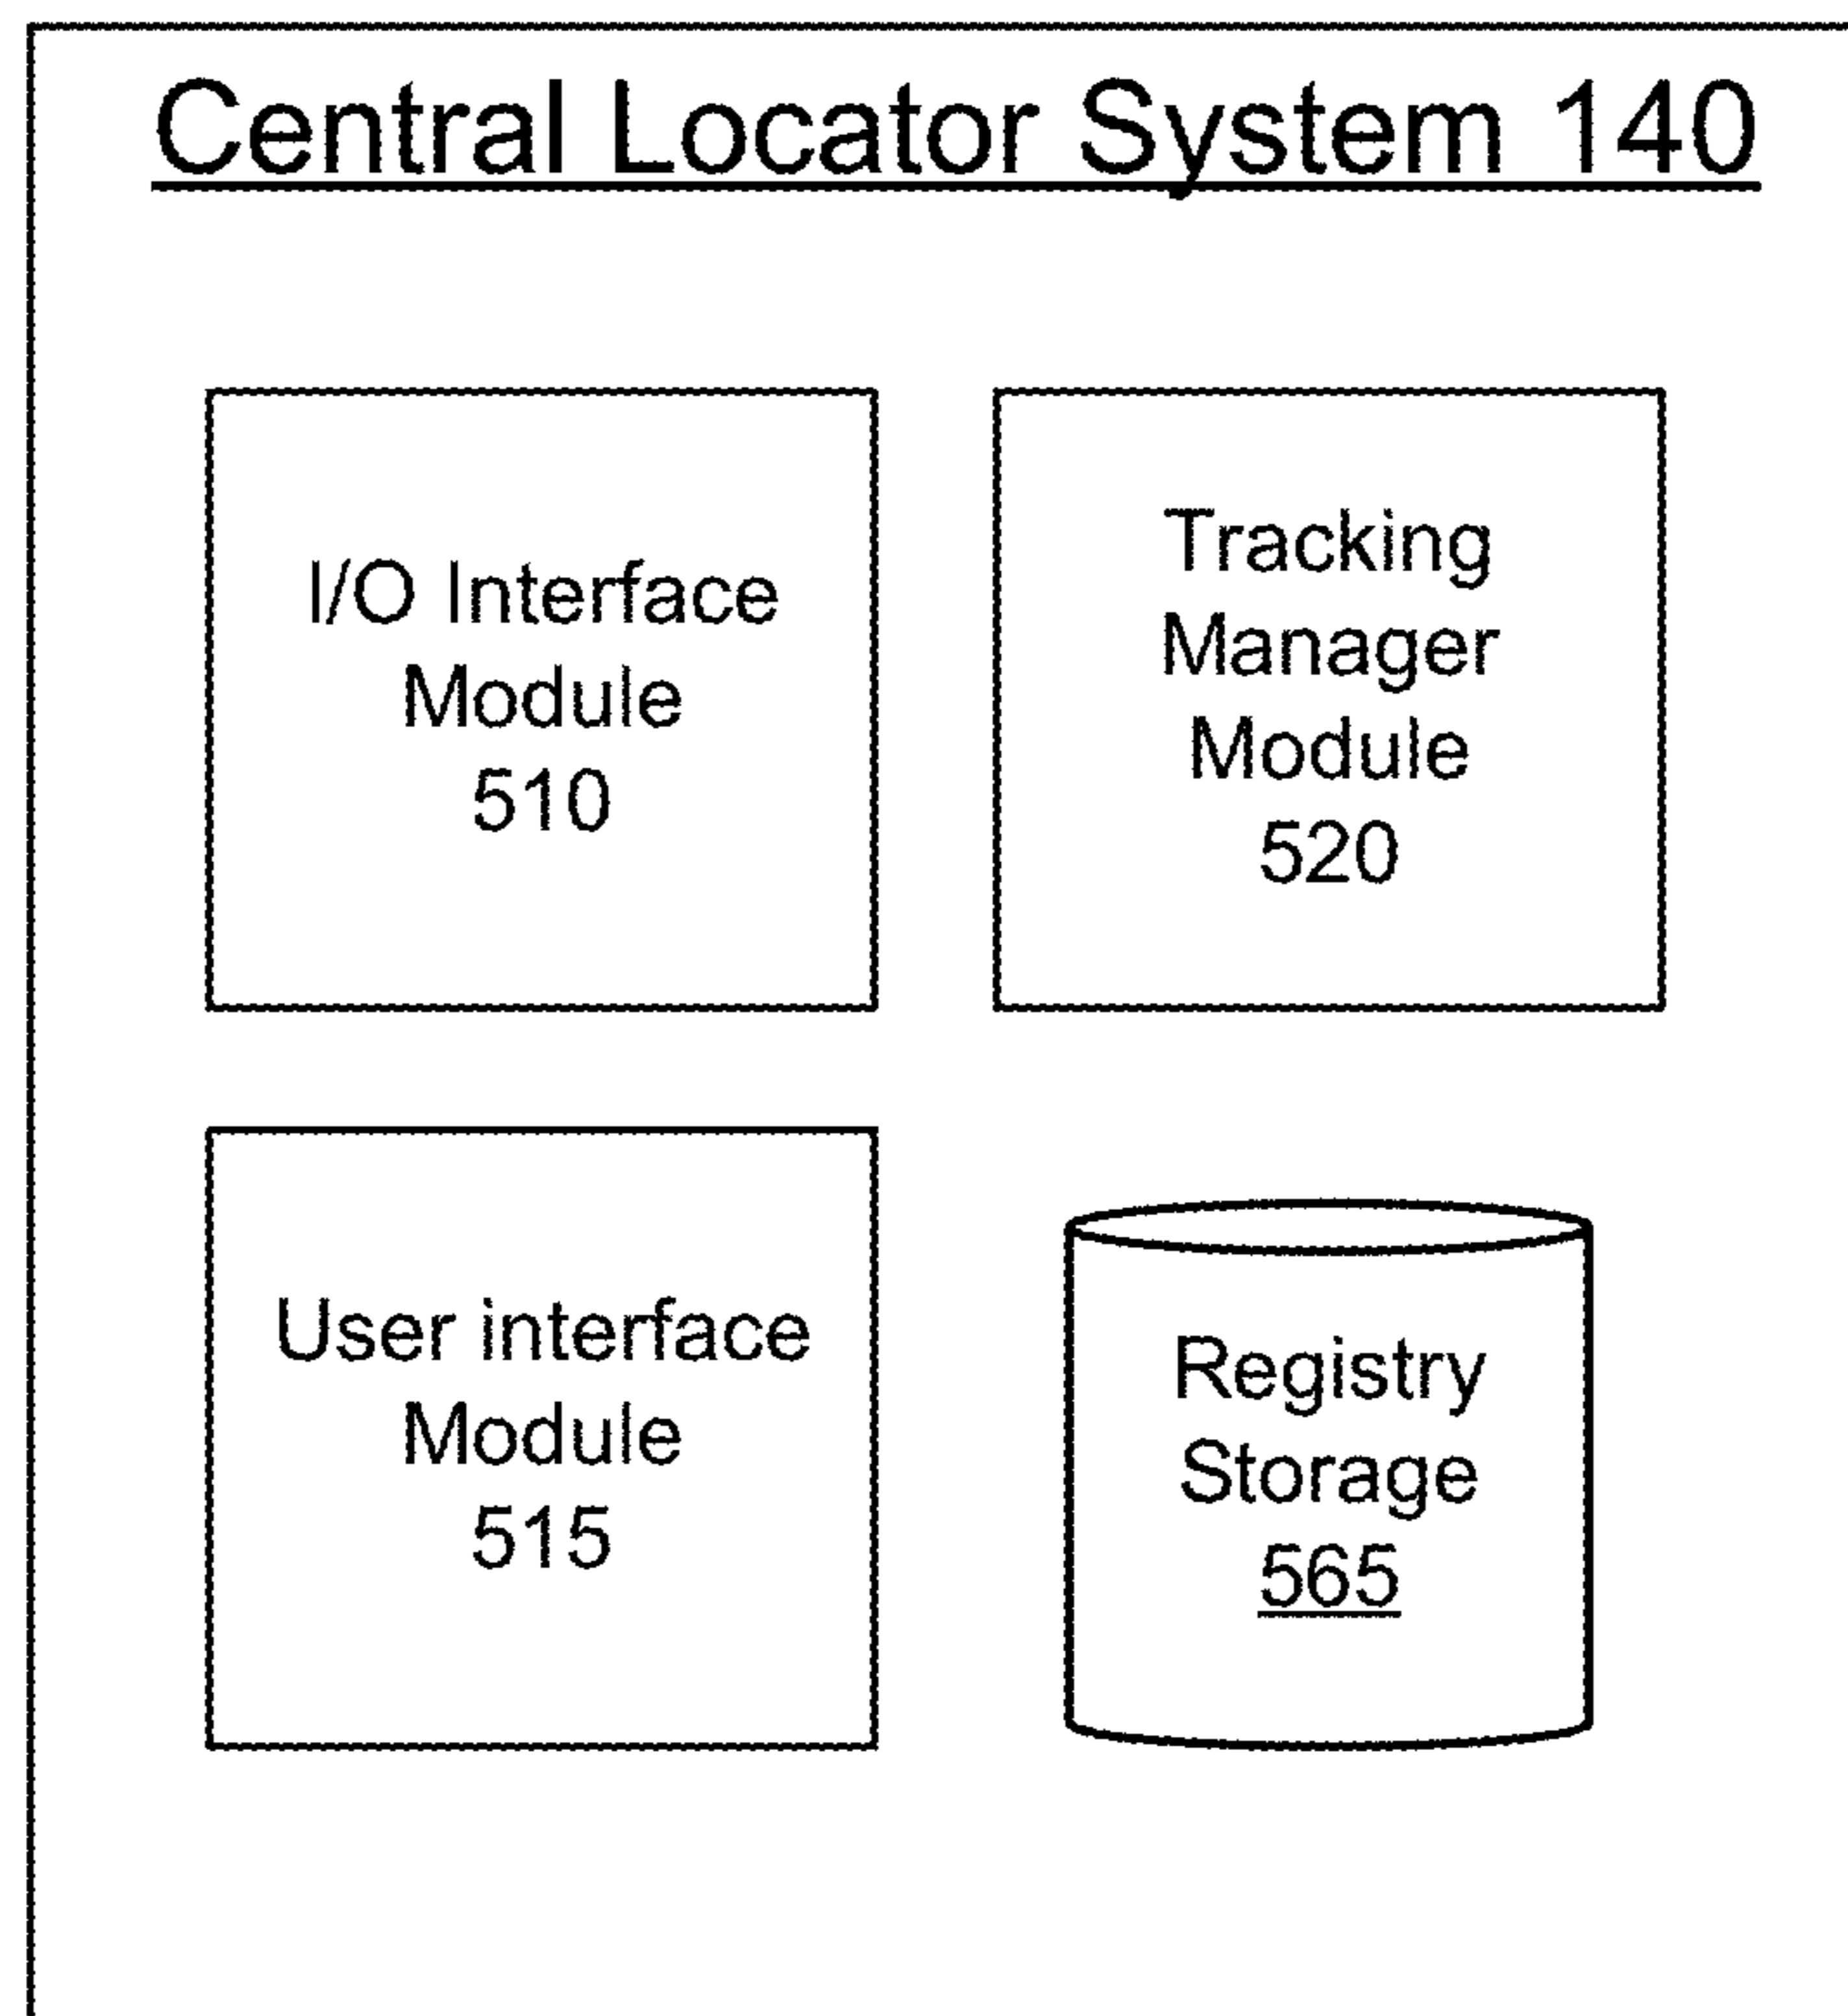 Central Locator System 140
I/O Interface
Module
510
Tracking
Manager
Module
520
User interface
Module
515
Registry
Storage
565